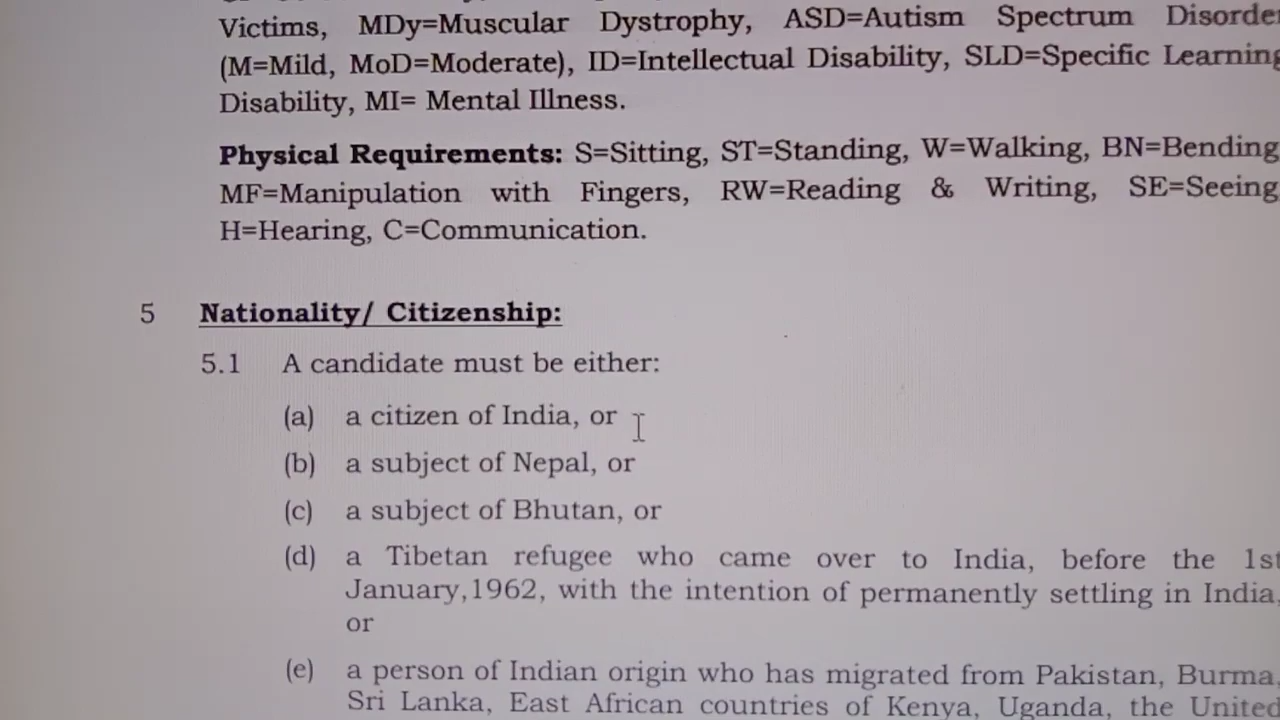 Victims, MDy=Muscular Dystrophy, ASD=Autism Spectrum Disorder
(M=Mild, MoD=Moderate), ID=Intellectual Disability, SLD=Specific Learning
Disability, MI= Mental Illness.
Physical Requirements: S=Sitting, ST=Standing, W=Walking, BN=Bending
MF=Manipulation with Fingers, RW=Reading & Writing, SE=Seeing
H=Hearing, C=Communication.
5 Nationality/ Citizenship:
5.1 A candidate must be either:
(a) a citizen of India, or
(b) a subject of Nepal, or
(c) a subject of Bhutan, or
(d) a Tibetan refugee who came over to India, before the 1st
January,1962, with the intention of permanently settling in India,
or
(e) a person of Indian origin who has migrated from Pakistan, Burma,
Sri Lanka, East African countries of Kenya, Uganda, the United